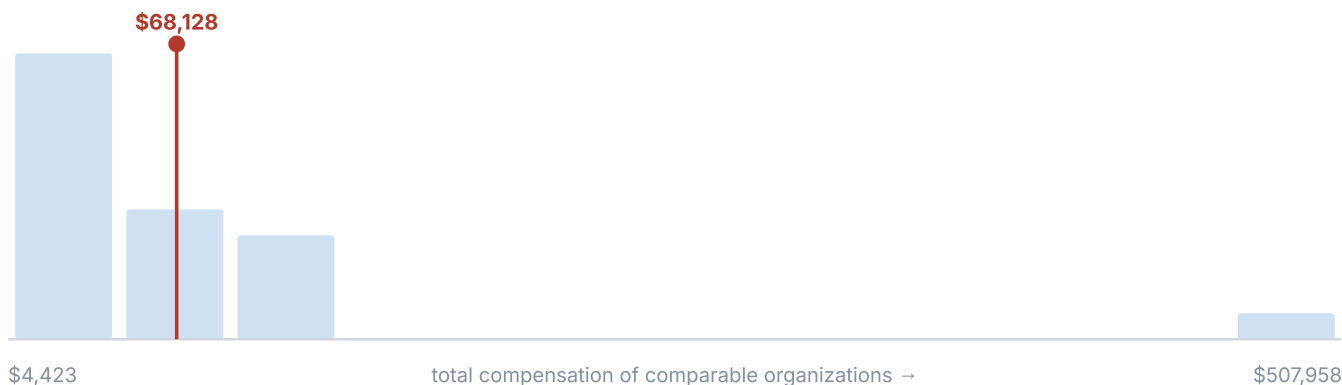 $68,128
$4,423
total compensation of comparable organizations →
$507,958